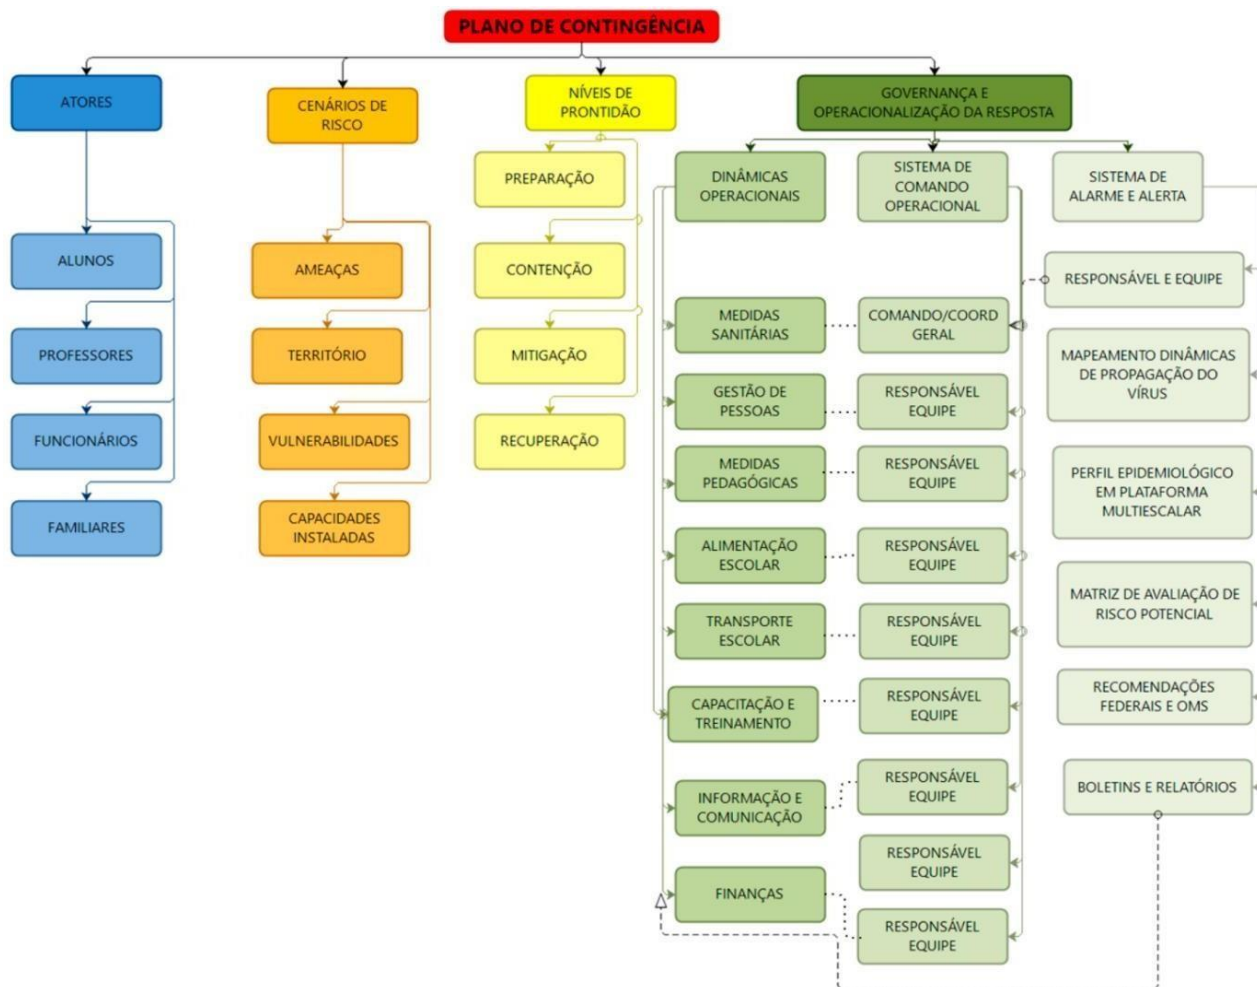 PLANO DE CONTINGÊNCIA
ATORES
ALUNOS
PROFESSORES
FUNCIONÁRIOS
FAMILIARES
CENÁRIOS DE
RISCO
AMEAÇAS
TERRITÓRIO
VULNERABILIDADES
CAPACIDADES
INSTALADAS
NÍVEIS DE
PRONTIDÃO
PREPARAÇÃO
CONTENÇÃO
MITIGAÇÃO
RECUPERAÇÃO
GOVERNANÇA E
OPERACIONALIZAÇÃO DA RESPOSTA
DINÂMICAS
OPERACIONAIS
MEDIDAS
SANITÁRIAS
GESTÃO DE
PESSOAS
MEDIDAS
PEDAGÓGICAS
ALIMENTAÇÃO
ESCOLAR
TRANSPORTE
ESCOLAR
CAPACITAÇÃO E
TREINAMENTO
INFORMAÇÃO E
COMUNICAÇÃO
FINANÇAS
SISTEMA DE
COMANDO
OPERACIONAL
COMANDO/COORD
GERAL
RESPONSÁVEL
EQUIPE
RESPONSÁVEL
EQUIPE
RESPONSÁVEL
EQUIPE
RESPONSÁVEL
EQUIPE
RESPONSÁVEL
EQUIPE
RESPONSÁVEL
EQUIPE
RESPONSÁVEL
EQUIPE
RESPONSÁVEL
EQUIPE
SISTEMA DE
ALARME E ALERTA
RESPONSÁVEL E EQUIPE
MAPEAMENTO DINÂMICAS
DE PROPAGAÇÃO DO
VÍRUS
PERFIL EPIDEMIOLÓGICO
EM PLATAFORMA
MULTIESCALAR
MATRIZ DE AVALIAÇÃO DE
RISCO POTENCIAL
RECOMENDAÇÕES
FEDERAIS E OMS
BOLETINS E RELATÓRIOS